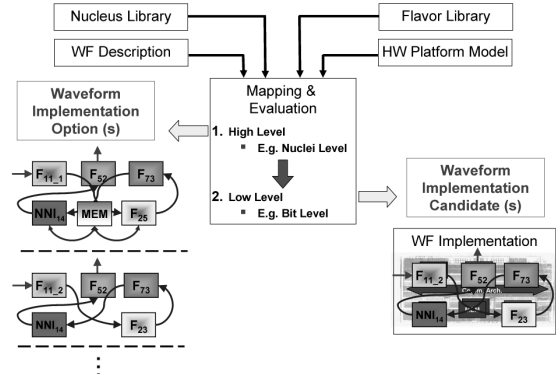 Nucleus Library
Flavor Library
WF Description
HW Platform Model
Mapping &
Evaluation
1. High Level
▪ E.g. Nuclei Level
2. Low Level
▪ E.g. Bit Level
Waveform
Implementation
Option (s)
F11_1
F52
F73
NNI14
MEM
F25
F11_2
F52
F73
NNI14
F23
⋮
Waveform
Implementation
Candidate (s)
WF Implementation
F11_2
F52
F73
Comm. Arch.
NNI14
F23